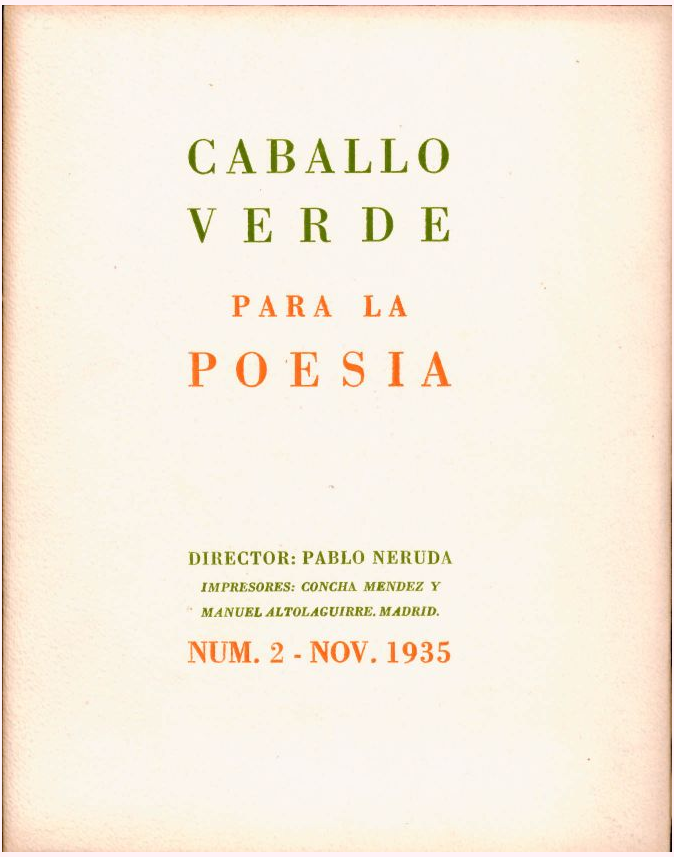 CABALLO
VERDE
PARA LA
POESIA
DIRECTOR: PABLO NERUDA
IMPRESORES: CONCHA MENDEZ Y
MANUEL ALTOLAGUIRRE. MADRID.
NUM. 2 - NOV. 1935